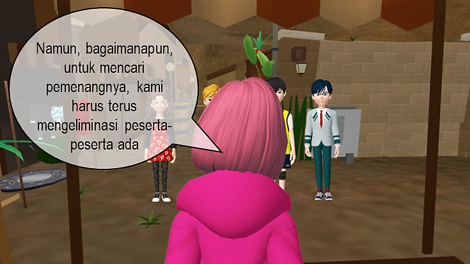 Namun, bagaimanapun,
untuk mencari
pemenangnya, kami
harus terus
mengeliminasi peserta-
peserta ada